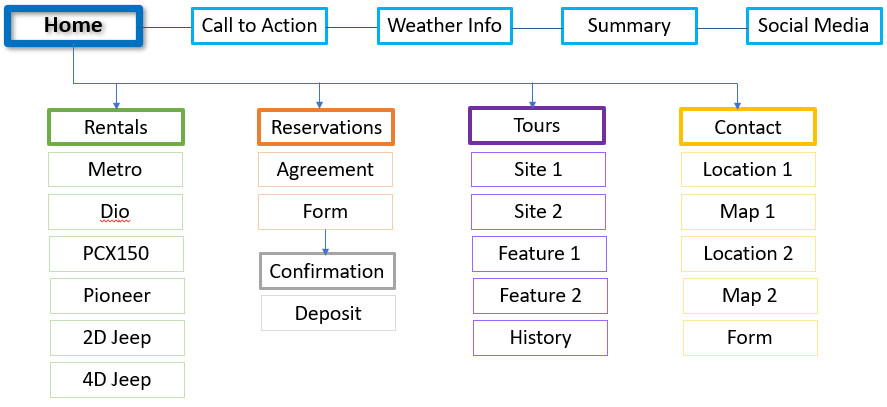 Home
Call to Action
Weather Info
Summary
Social Media
Rentals
Metro
Dio
PCX150
Pioneer
2D Jeep
4D Jeep
Reservations
Agreement
Form
Confirmation
Deposit
Tours
Site 1
Site 2
Feature 1
Feature 2
History
Contact
Location 1
Map 1
Location 2
Map 2
Form